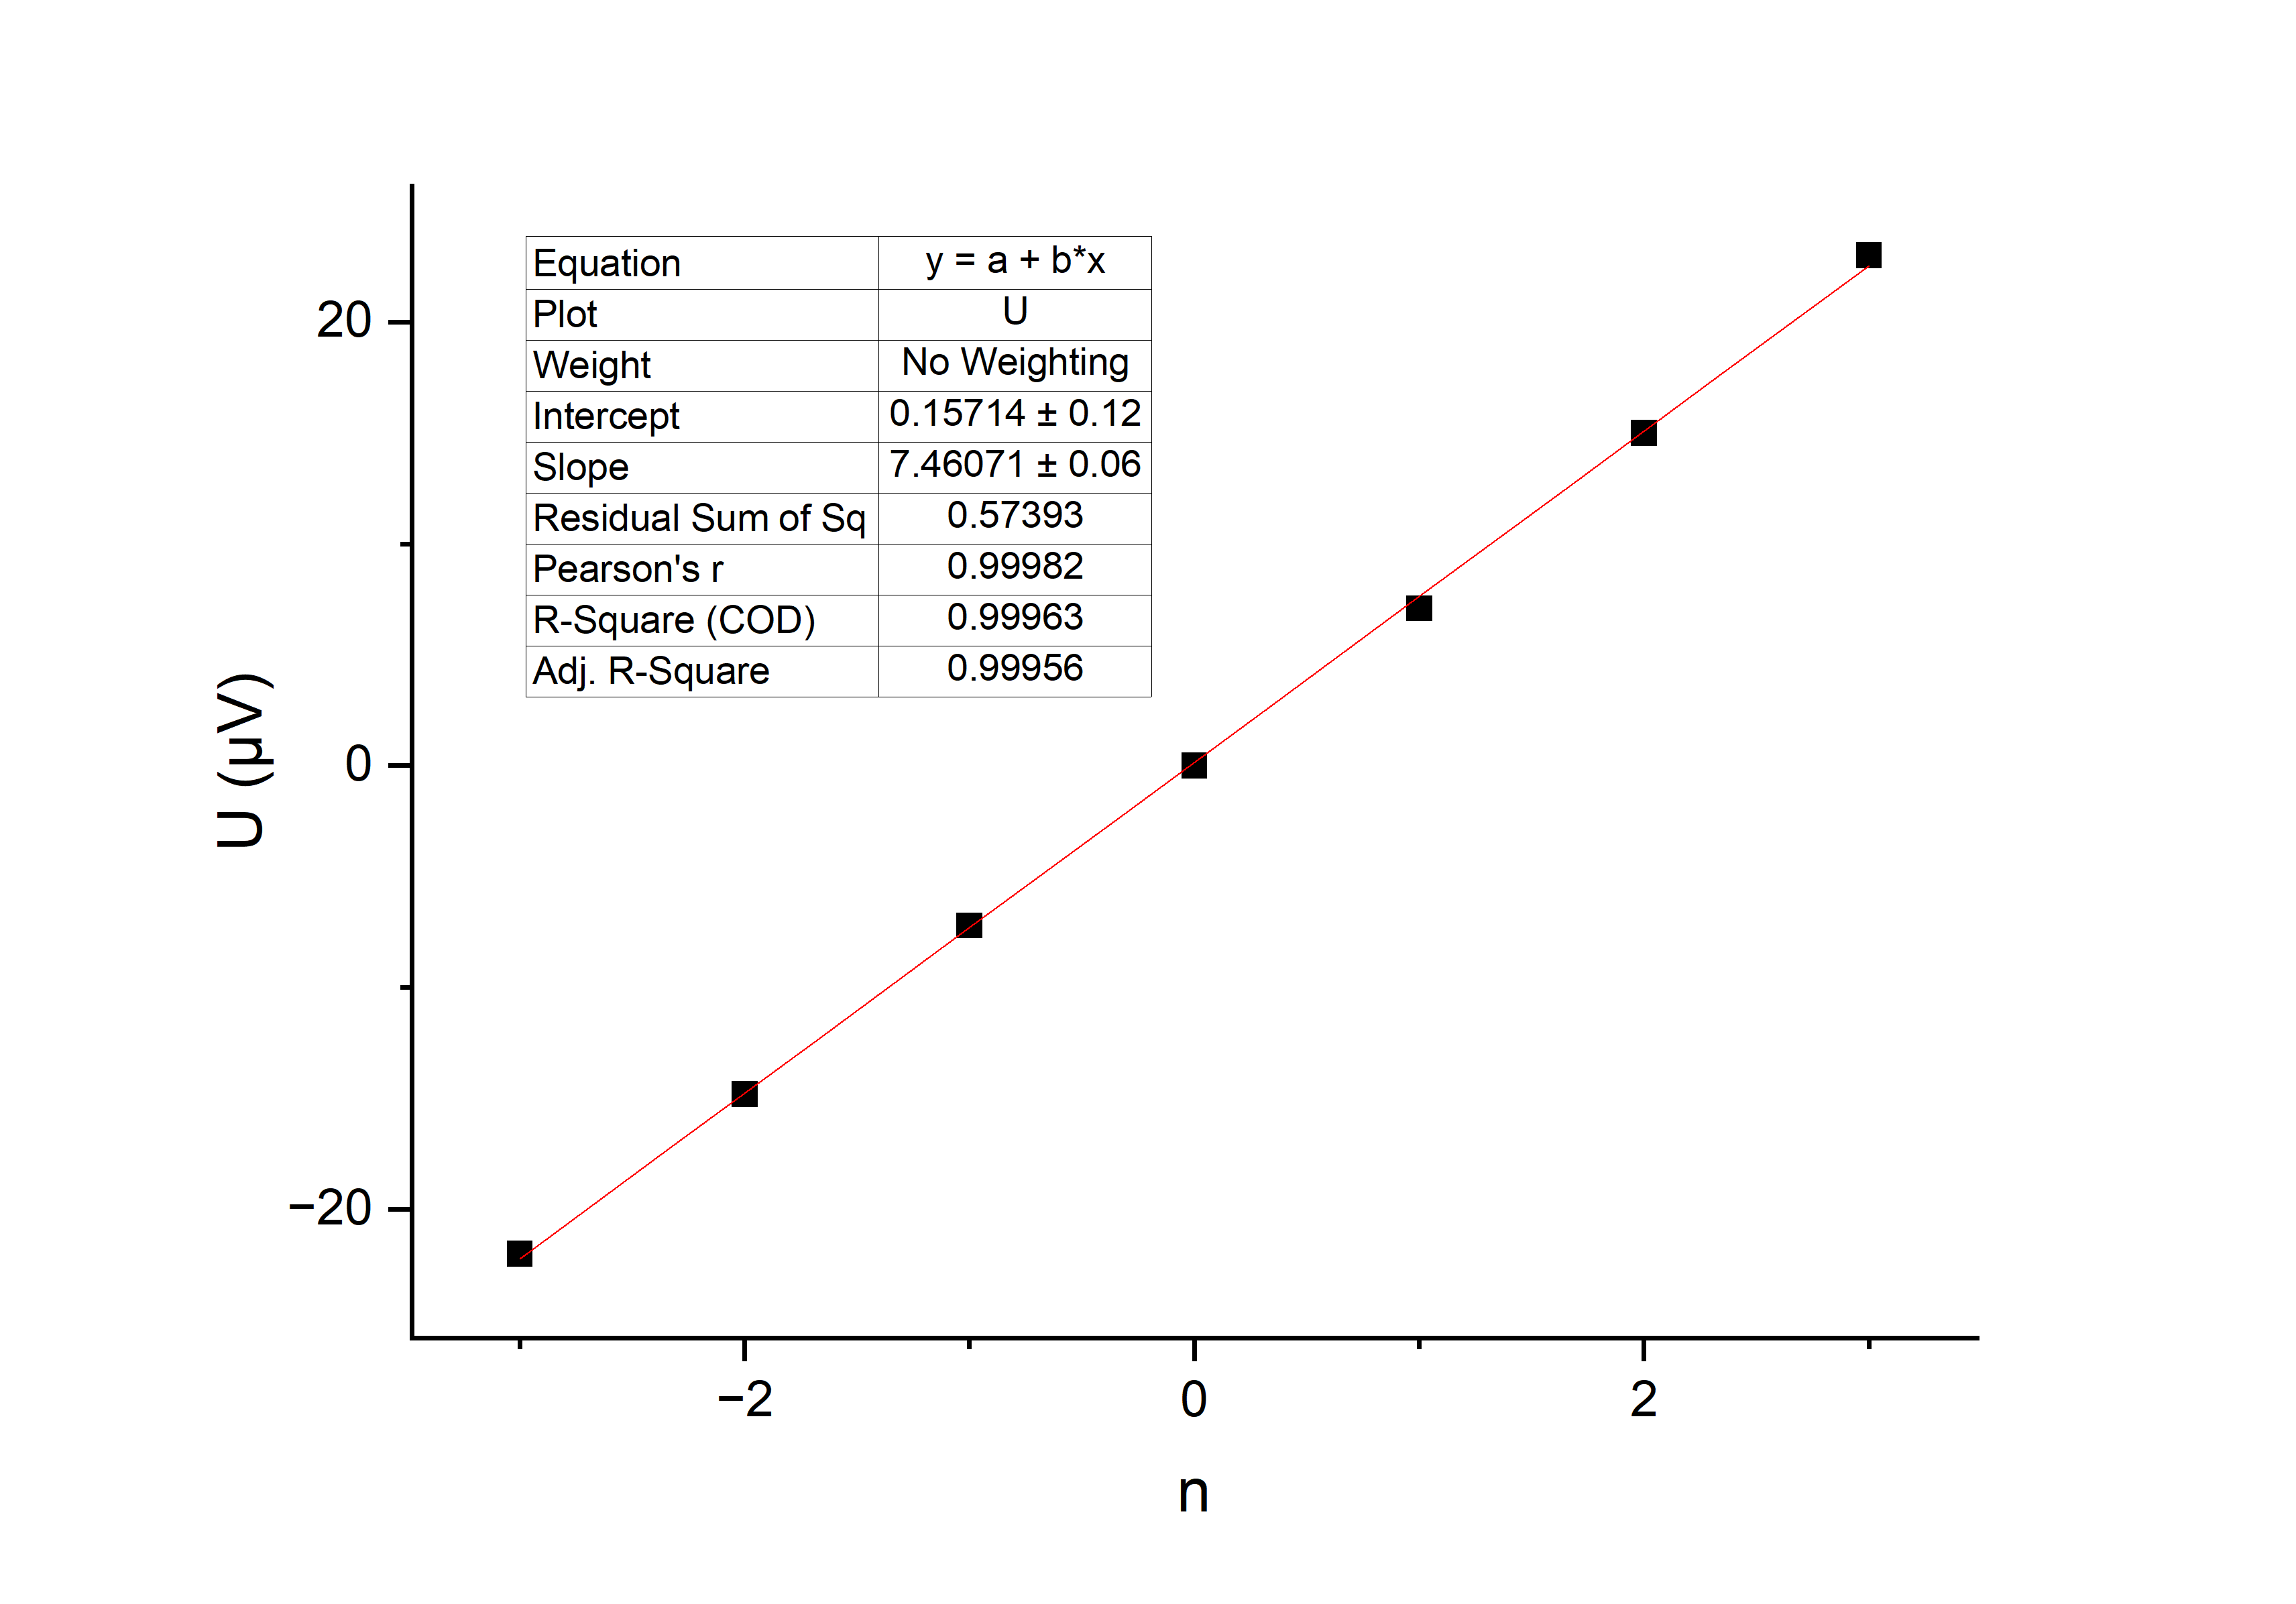 Equation y = a + b*x
Plot U
Weight No Weighting
Intercept 0.15714 ± 0.12
Slope 7.46071 ± 0.06
Residual Sum of Sq 0.57393
Pearson's r 0.99982
R-Square (COD) 0.99963
Adj. R-Square 0.99956
U (µV)
20
0
−20
−2 0 2
n